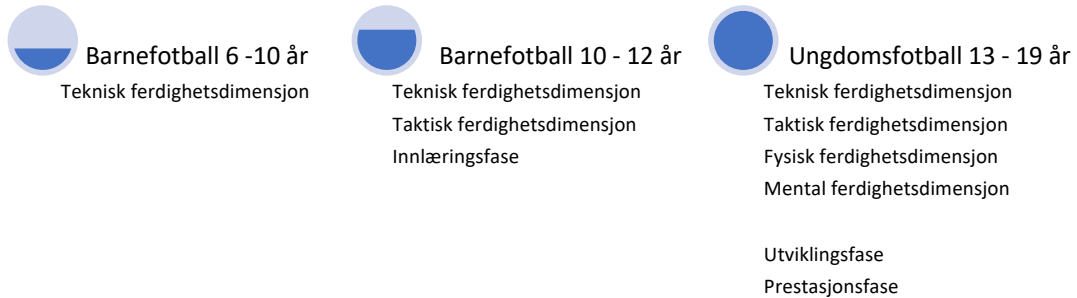 Barnefotball 6 -10 år
Teknisk ferdighetsdimensjon
Barnefotball 10 - 12 år
Teknisk ferdighetsdimensjon
Taktisk ferdighetsdimensjon
Innlæringsfase
Ungdomsfotball 13 - 19 år
Teknisk ferdighetsdimensjon
Taktisk ferdighetsdimensjon
Fysisk ferdighetsdimensjon
Mental ferdighetsdimensjon
Utviklingsfase
Prestasjonsfase